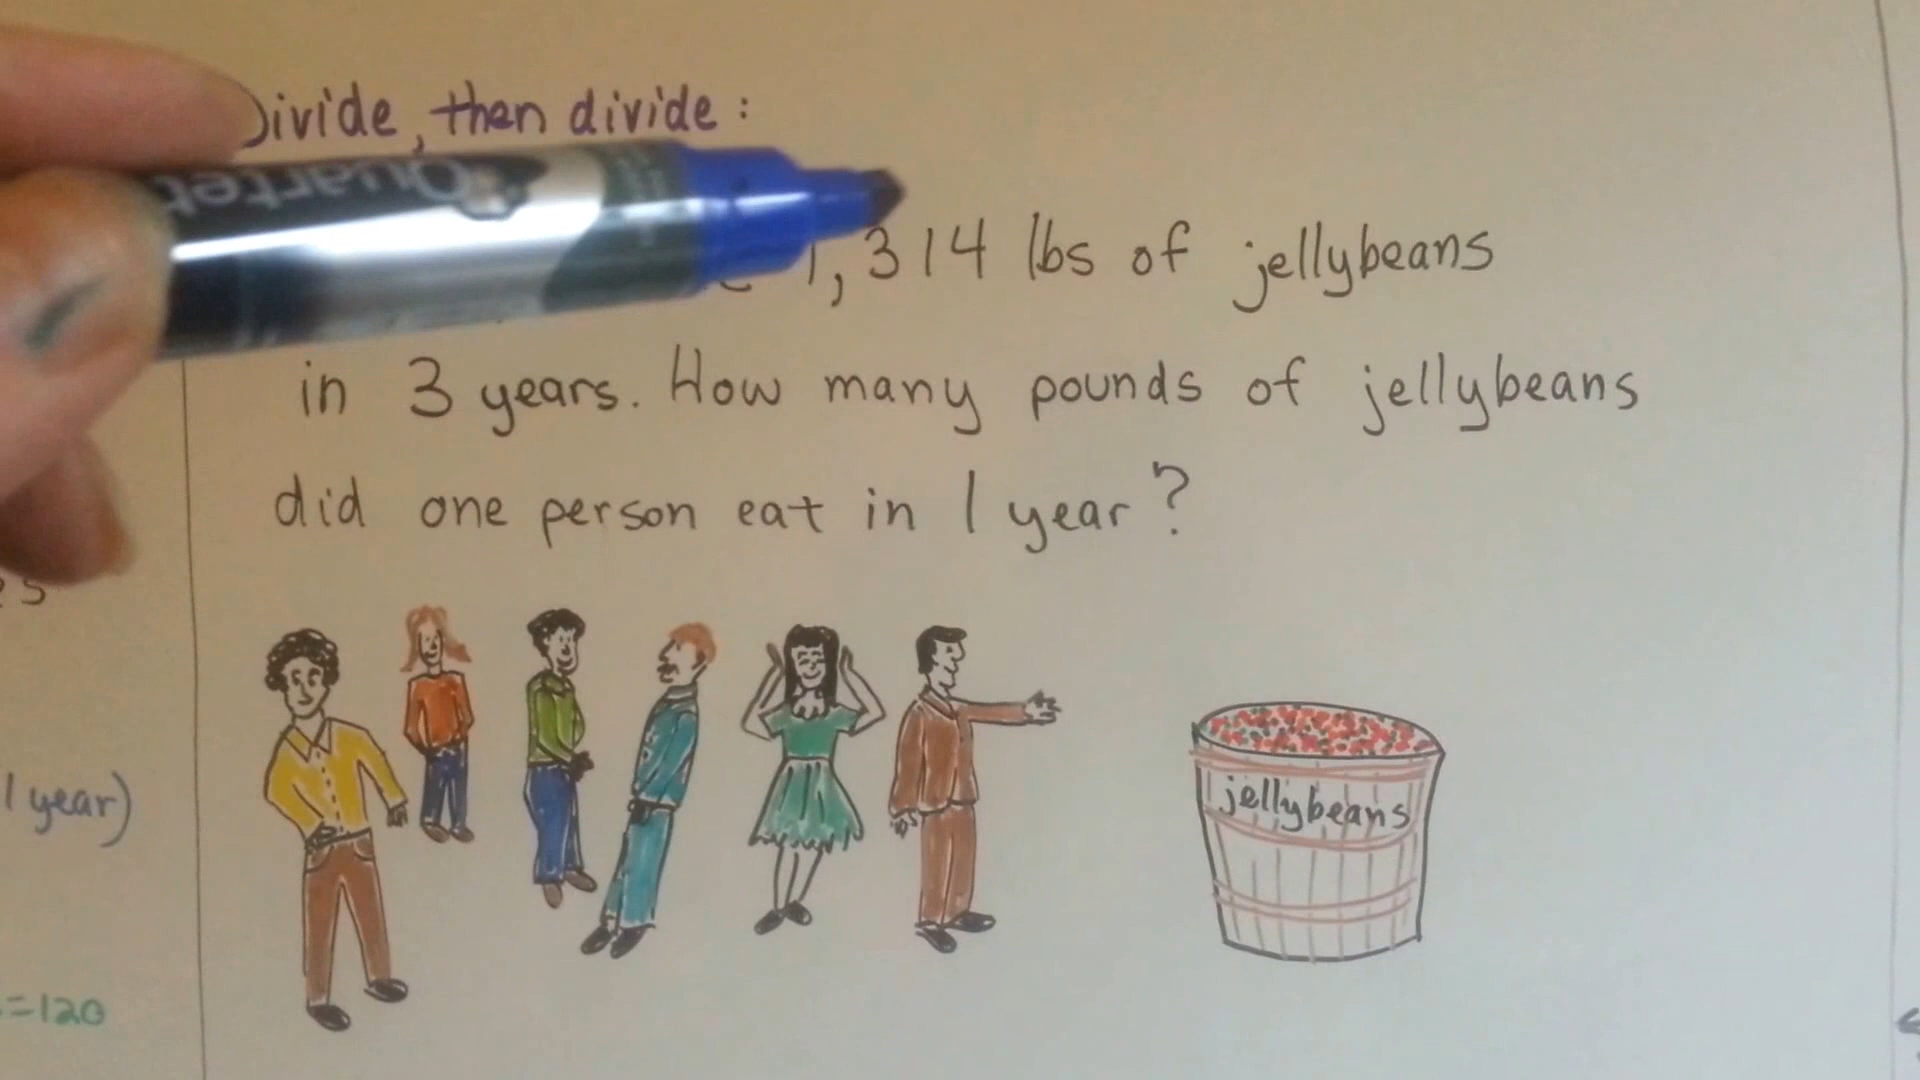 Divide, then divide:
Quartet
1,314 lbs of jellybeans
in 3 years. How many pounds of jellybeans
did one person eat in 1 year?
jellybeans
1 year)
=120